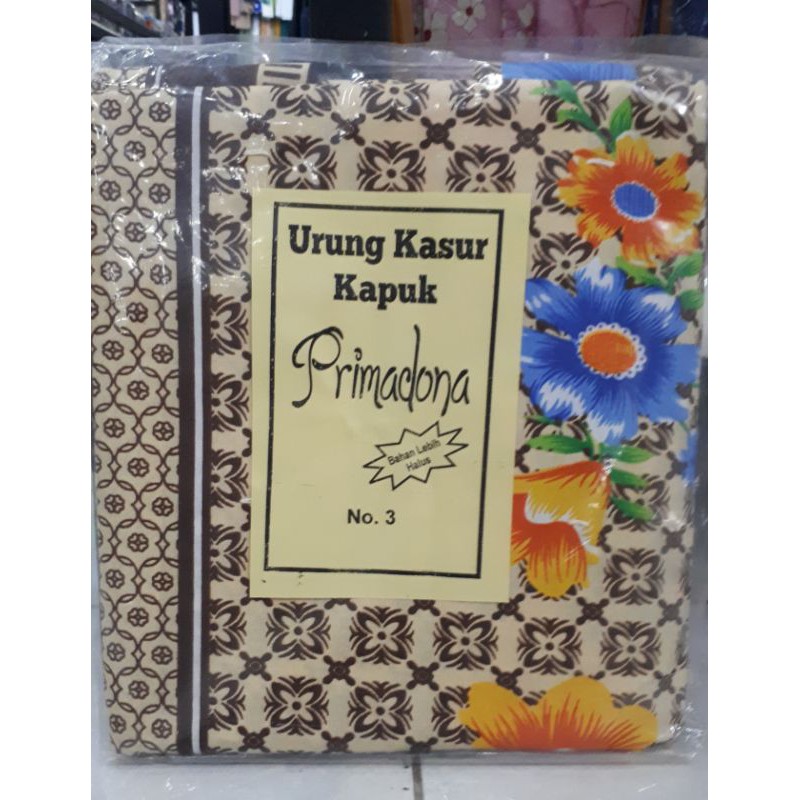 Urung Kasur
Kapuk
Primadona
Bahan Lebih
Halus
No. 3